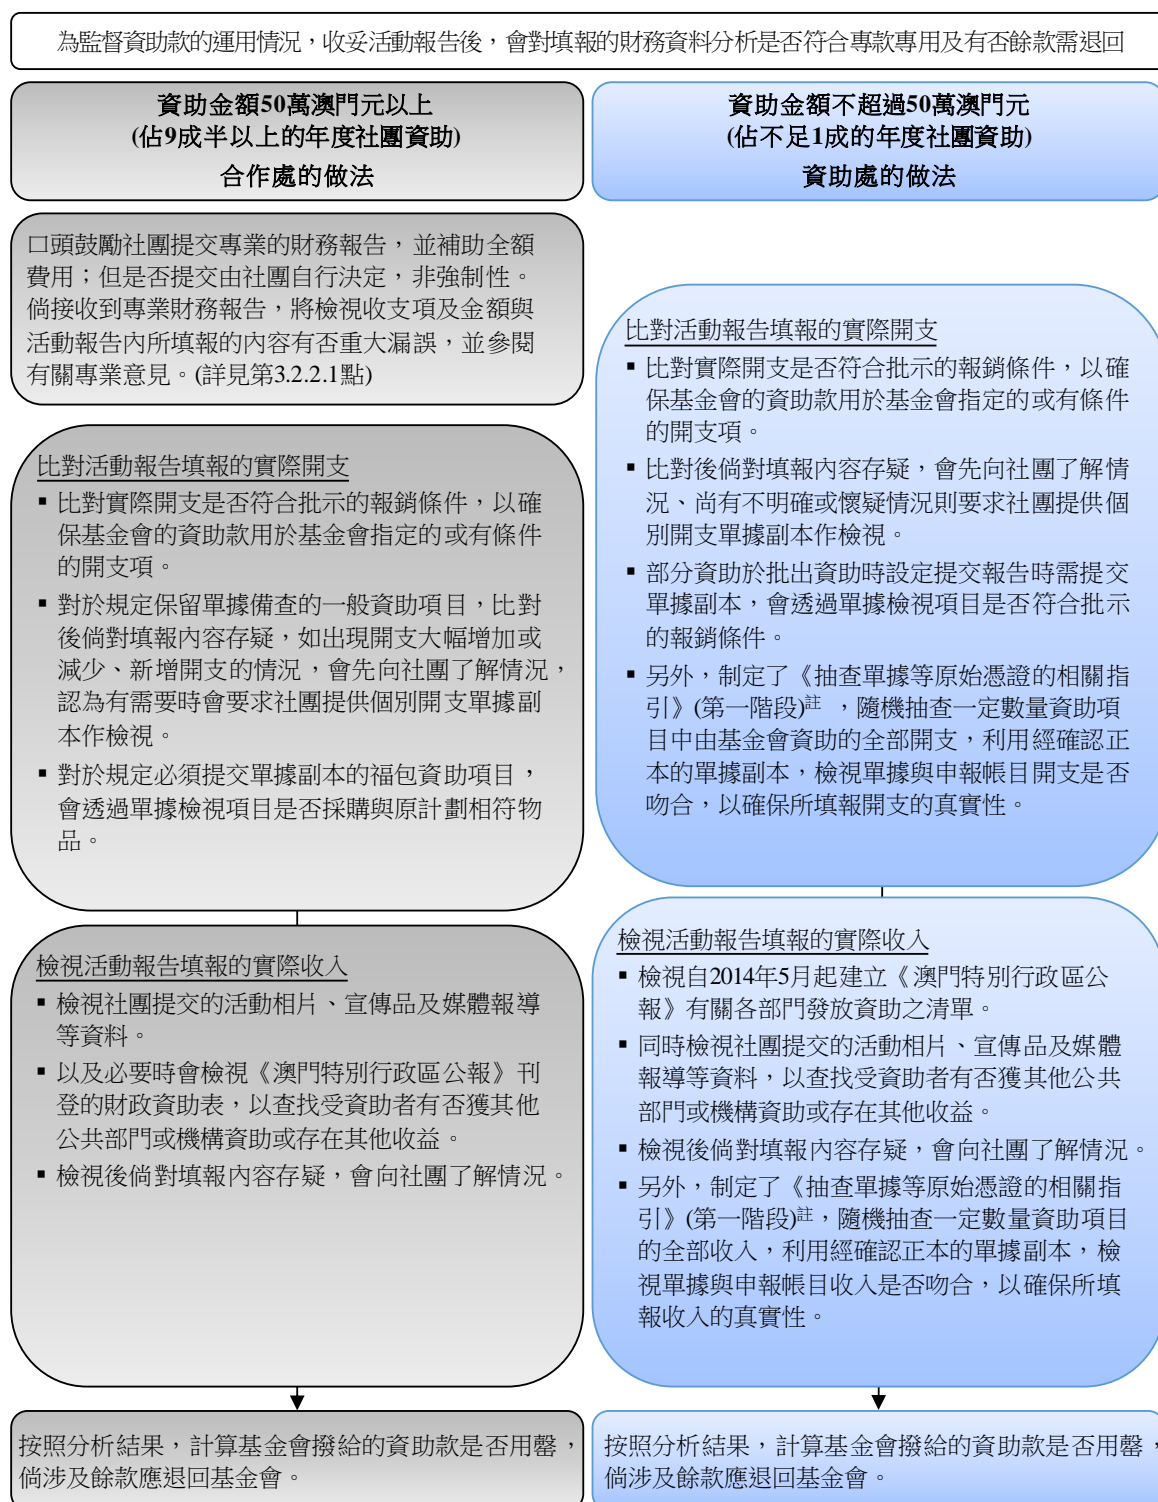 為監督資助款的運用情況，收妥活動報告後，會對填報的財務資料分析是否符合專款專用及有否餘款需退回
資助金額50萬澳門元以上
(佔9成半以上的年度社團資助)
合作處的做法
口頭鼓勵社團提交專業的財務報告，並補助全額
費用；但是否提交由社團自行決定，非強制性。
倘接收到專業財務報告，將檢視收支項及金額與
活動報告內所填報的內容有否重大漏誤，並參閱
有關專業意見。(詳見第3.2.2.1點)
比對活動報告填報的實際開支
▪ 比對實際開支是否符合批示的報銷條件，以確
保基金會的資助款用於基金會指定的或有條件
的開支項。
▪ 對於規定保留單據備查的一般資助項目，比對
後倘對填報內容存疑，如出現開支大幅增加或
減少、新增開支的情況，會先向社團了解情況，
認為有需要時會要求社團提供個別開支單據副
本作檢視。
▪ 對於規定必須提交單據副本的福包資助項目，
會透過單據檢視項目是否採購與原計劃相符物
品。
檢視活動報告填報的實際收入
▪ 檢視社團提交的活動相片、宣傳品及媒體報導
等資料。
▪ 以及必要時會檢視《澳門特別行政區公報》刊
登的財政資助表，以查找受資助者有否獲其他
公共部門或機構資助或存在其他收益。
▪ 檢視後倘對填報內容存疑，會向社團了解情況。
按照分析結果，計算基金會撥給的資助款是否用罄，
倘涉及餘款應退回基金會。
資助金額不超過50萬澳門元
(佔不足1成的年度社團資助)
資助處的做法
比對活動報告填報的實際開支
▪ 比對實際開支是否符合批示的報銷條件，以確
保基金會的資助款用於基金會指定的或有條件
的開支項。
▪ 比對後倘對填報內容存疑，會先向社團了解情
況、尚有不明確或懷疑情況則要求社團提供個
別開支單據副本作檢視。
▪ 部分資助於批出資助時設定提交報告時需提交
單據副本，會透過單據檢視項目是否符合批示
的報銷條件。
▪ 另外，制定了《抽查單據等原始憑證的相關指
引》(第一階段)註 ，隨機抽查一定數量資助項
目中由基金會資助的全部開支，利用經確認正
本的單據副本，檢視單據與申報帳目開支是否
吻合，以確保所填報開支的真實性。
檢視活動報告填報的實際收入
▪ 檢視自2014年5月起建立《澳門特別行政區公
報》有關各部門發放資助之清單。
▪ 同時檢視社團提交的活動相片、宣傳品及媒體
報導等資料，以查找受資助者有否獲其他公共
部門或機構資助或存在其他收益。
▪ 檢視後倘對填報內容存疑，會向社團了解情況。
▪ 另外，制定了《抽查單據等原始憑證的相關指
引》(第一階段)註，隨機抽查一定數量資助項目
的全部收入，利用經確認正本的單據副本，檢
視單據與申報帳目收入是否吻合，以確保所填
報收入的真實性。
按照分析結果，計算基金會撥給的資助款是否用罄，
倘涉及餘款應退回基金會。